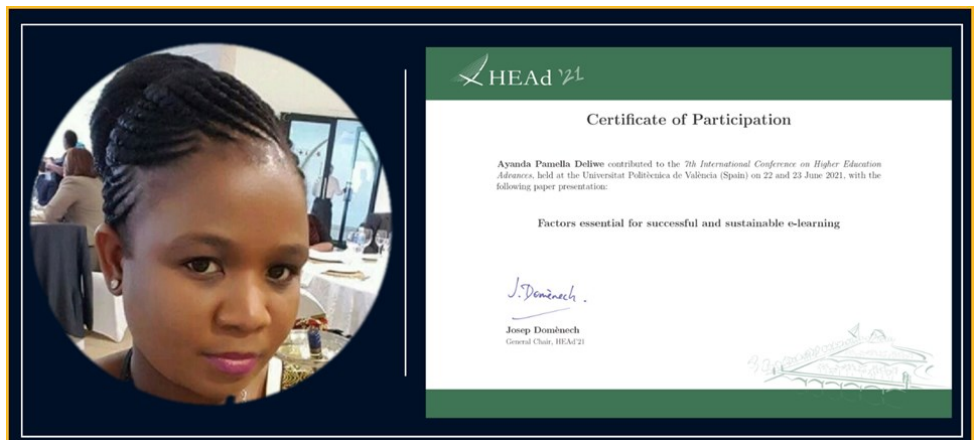 HEAd '21
Certificate of Participation
Ayanda Pamella Deliwe contributed to the 7th International Conference on Higher Education
Advances, held at the Universitat Politècnica de València (Spain) on 22 and 23 June 2021, with the
following paper presentation:
Factors essential for successful and sustainable e-learning
J. Domènech.
Josep Domènech
General Chair, HEAd'21